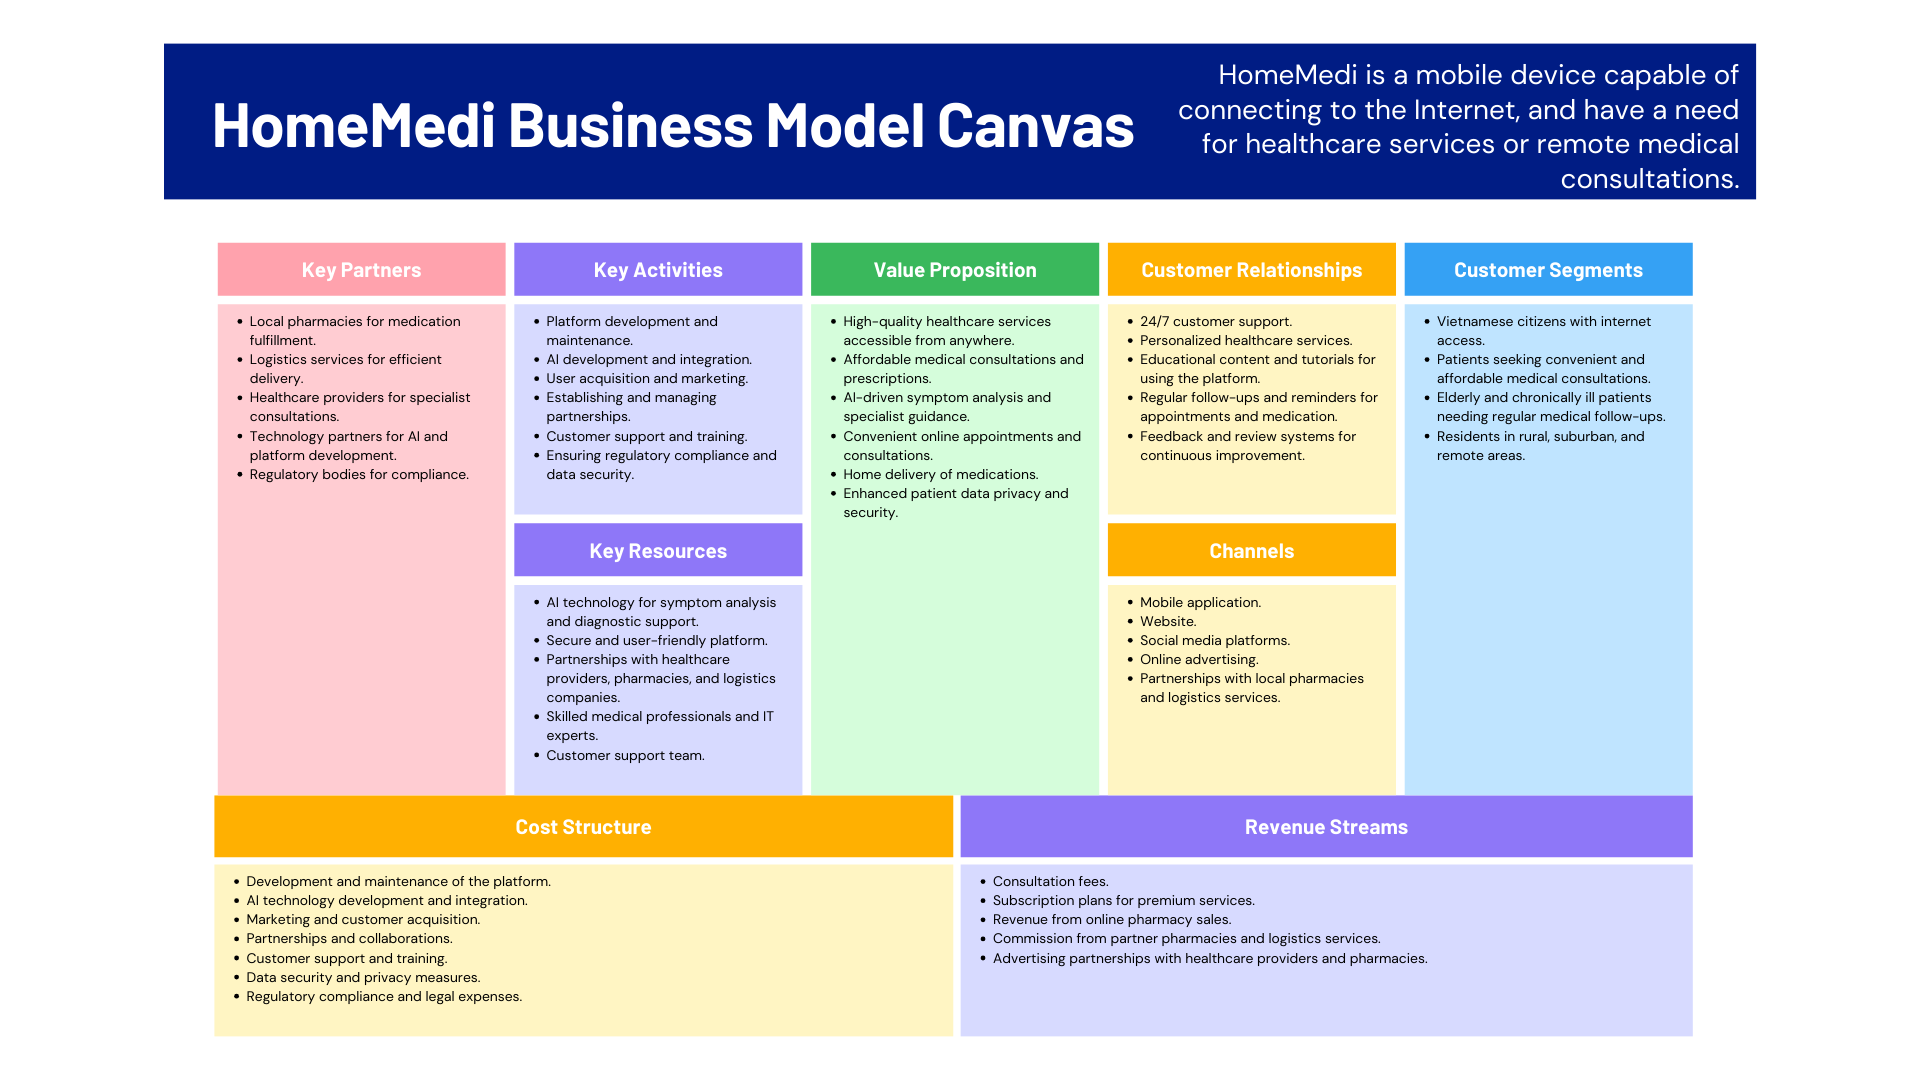 HomeMedi Business Model Canvas
HomeMedi is a mobile device capable of
connecting to the Internet, and have a need
for healthcare services or remote medical
consultations.
Key Partners
• Local pharmacies for medication
fulfillment.
• Logistics services for efficient
delivery.
• Healthcare providers for specialist
consultations.
• Technology partners for AI and
platform development.
• Regulatory bodies for compliance.
Key Activities
• Platform development and
maintenance.
• AI development and integration.
• User acquisition and marketing.
• Establishing and managing
partnerships.
• Customer support and training.
• Ensuring regulatory compliance and
data security.
Key Resources
• AI technology for symptom analysis
and diagnostic support.
• Secure and user-friendly platform.
• Partnerships with healthcare
providers, pharmacies, and logistics
companies.
• Skilled medical professionals and IT
experts.
• Customer support team.
Value Proposition
• High-quality healthcare services
accessible from anywhere.
• Affordable medical consultations and
prescriptions.
• AI-driven symptom analysis and
specialist guidance.
• Convenient online appointments and
consultations.
• Home delivery of medications.
• Enhanced patient data privacy and
security.
Customer Relationships
• 24/7 customer support.
• Personalized healthcare services.
• Educational content and tutorials for
using the platform.
• Regular follow-ups and reminders for
appointments and medication.
• Feedback and review systems for
continuous improvement.
Channels
• Mobile application.
• Website.
• Social media platforms.
• Online advertising.
• Partnerships with local pharmacies
and logistics services.
Customer Segments
• Vietnamese citizens with internet
access.
• Patients seeking convenient and
affordable medical consultations.
• Elderly and chronically ill patients
needing regular medical follow-ups.
• Residents in rural, suburban, and
remote areas.
Cost Structure
• Development and maintenance of the platform.
• AI technology development and integration.
• Marketing and customer acquisition.
• Partnerships and collaborations.
• Customer support and training.
• Data security and privacy measures.
• Regulatory compliance and legal expenses.
Revenue Streams
• Consultation fees.
• Subscription plans for premium services.
• Revenue from online pharmacy sales.
• Commission from partner pharmacies and logistics services.
• Advertising partnerships with healthcare providers and pharmacies.